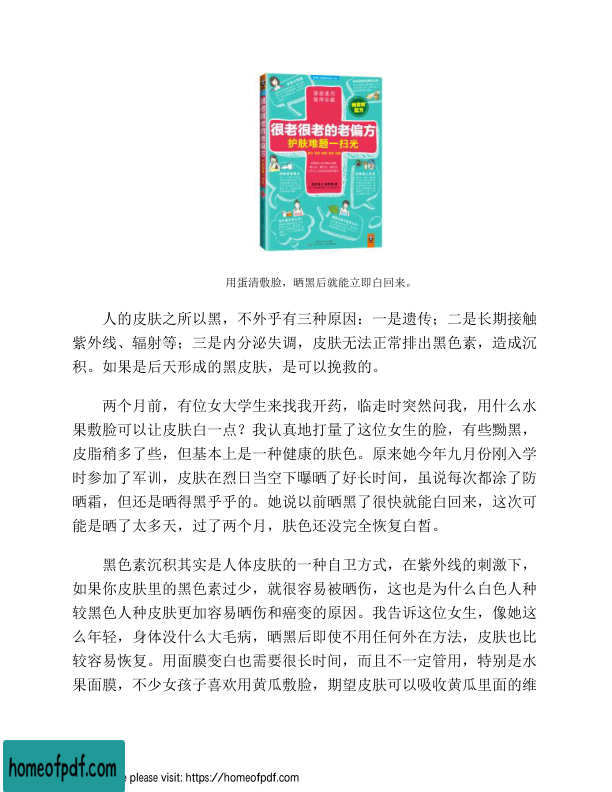 很老很老的老偏方
护肤难题一扫光
很老很老的老偏方
用蛋清敷脸，晒黑后就能立即白回来。
人的皮肤之所以黑，不外乎有三种原因：一是遗传；二是长期接触
紫外线、辐射等；三是内分泌失调，皮肤无法正常排出黑色素，造成沉
积。如果是后天形成的黑皮肤，是可以挽救的。
两个月前，有位女大学生来找我开药，临走时突然问我，用什么水
果敷脸可以让皮肤白一点？我认真地打量了这位女生的脸，有些黝黑，
皮脂稍多了些，但基本上是一种健康的肤色。原来她今年九月份刚入学
时参加了军训，皮肤在烈日当空下曝晒了好长时间，虽说每次都涂了防
晒霜，但还是晒得黑乎乎的。她说以前晒黑了很快就能白回来，这次可
能是晒了太多天，过了两个月，肤色还没完全恢复白皙。
黑色素沉积其实是人体皮肤的一种自卫方式，在紫外线的刺激下，
如果你皮肤里的黑色素过少，就很容易被晒伤，这也是为什么白色人种
较黑色人种皮肤更加容易晒伤和癌变的原因。我告诉这位女生，像她这
么年轻，身体没什么大毛病，晒黑后即使不用任何外在方法，皮肤也比
较容易恢复。用面膜变白也需要很长时间，而且不一定管用，特别是水
果面膜，不少女孩子喜欢用黄瓜敷脸，期望皮肤可以吸收黄瓜里面的维
homeofpdf.com
e please visit: https://homeofpdf.com